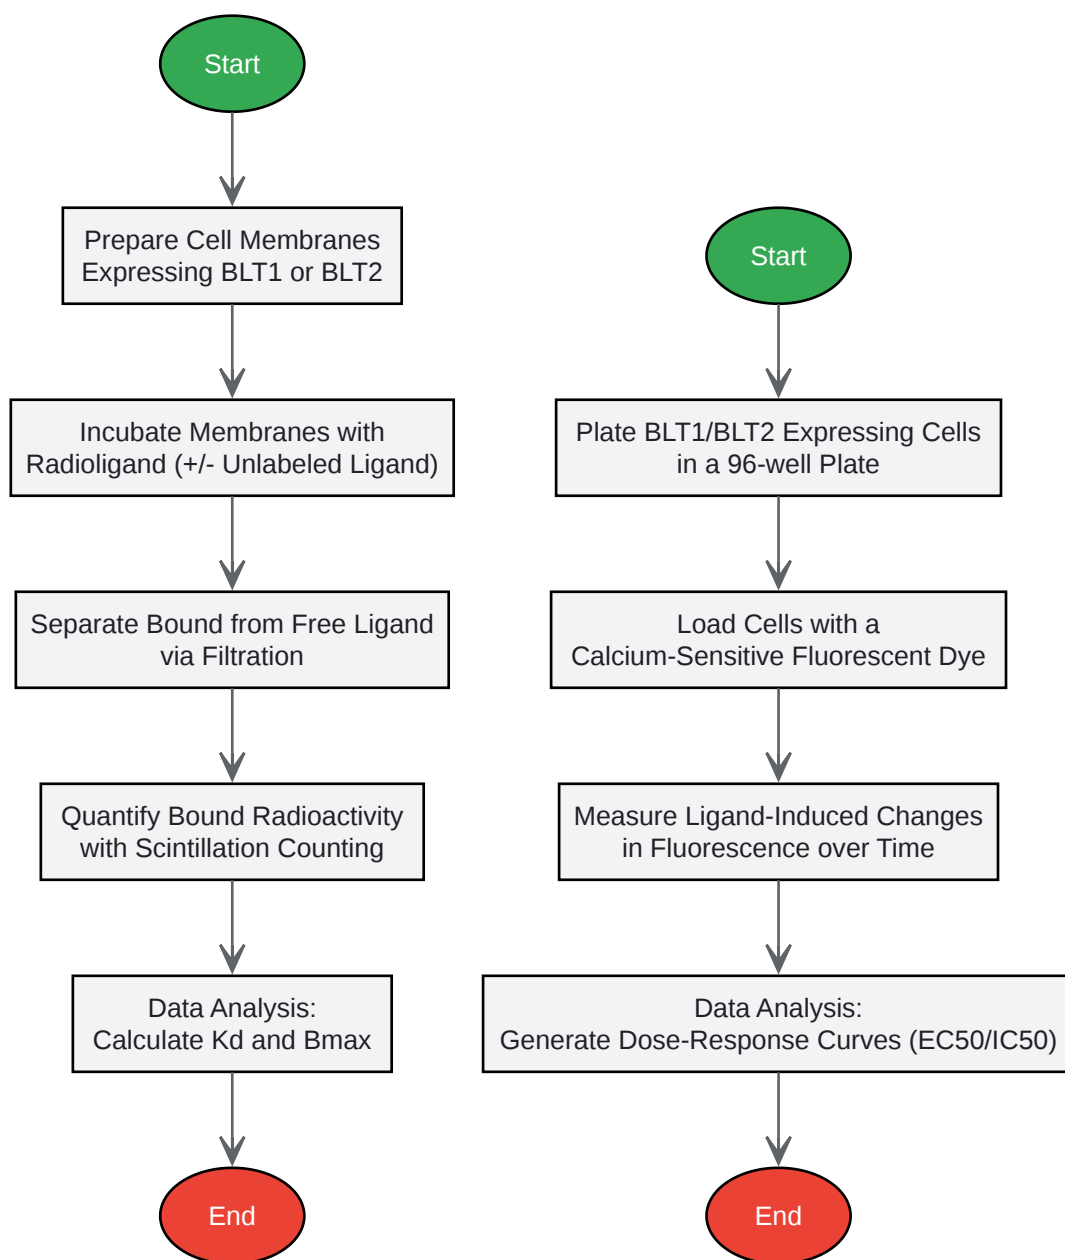 Start
Prepare Cell Membranes
Expressing BLT1 or BLT2
Incubate Membranes with
Radioligand (+/- Unlabeled Ligand)
Separate Bound from Free Ligand
via Filtration
Quantify Bound Radioactivity
with Scintillation Counting
Data Analysis:
Calculate Kd and Bmax
End
Start
Plate BLT1/BLT2 Expressing Cells
in a 96-well Plate
Load Cells with a
Calcium-Sensitive Fluorescent Dye
Measure Ligand-Induced Changes
in Fluorescence over Time
Data Analysis:
Generate Dose-Response Curves (EC50/IC50)
End